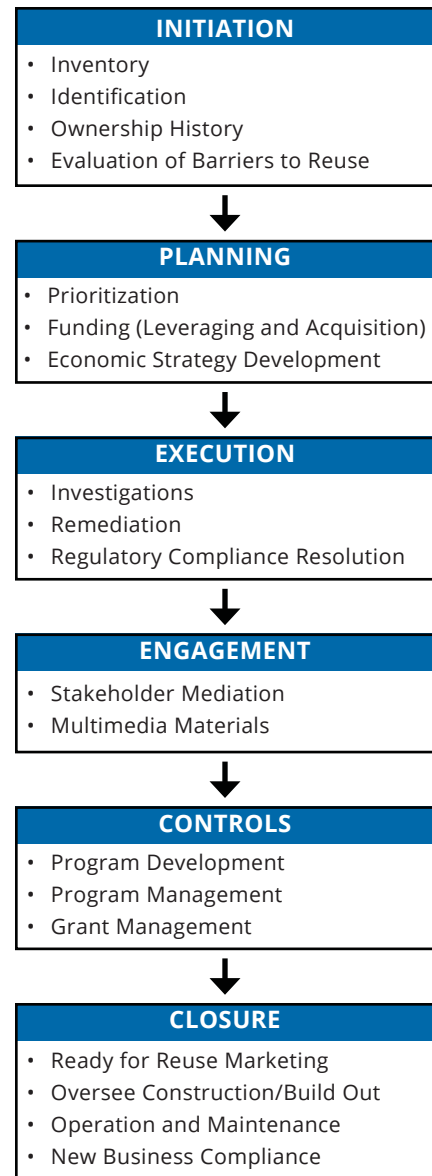 INITIATION
• Inventory
• Identification
• Ownership History
• Evaluation of Barriers to Reuse
PLANNING
• Prioritization
• Funding (Leveraging and Acquisition)
• Economic Strategy Development
EXECUTION
• Investigations
• Remediation
• Regulatory Compliance Resolution
ENGAGEMENT
• Stakeholder Mediation
• Multimedia Materials
CONTROLS
• Program Development
• Program Management
• Grant Management
CLOSURE
• Ready for Reuse Marketing
• Oversee Construction/Build Out
• Operation and Maintenance
• New Business Compliance